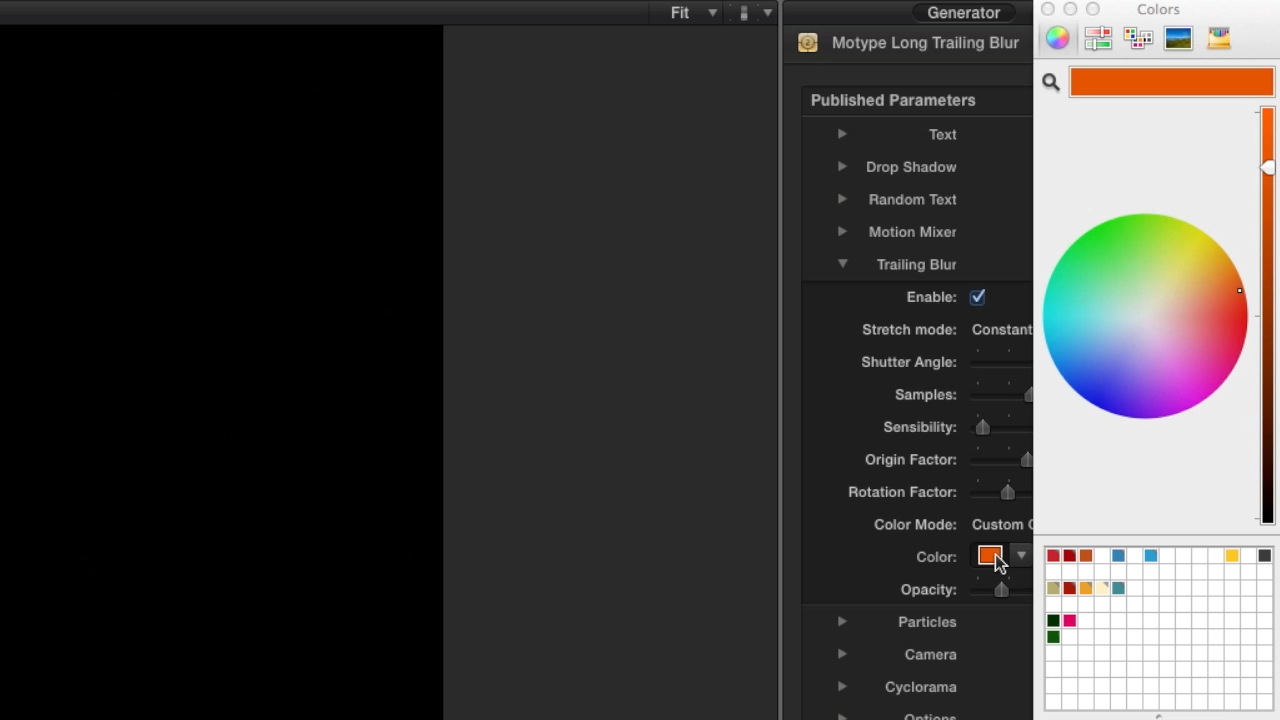 Fit
Generator
Colors
Motype Long Trailing Blur
Published Parameters
Text
Drop Shadow
Random Text
Motion Mixer
Trailing Blur
Enable:
Stretch mode: Constant
Shutter Angle:
Samples:
Sensibility:
Origin Factor:
Rotation Factor:
Color Mode: Custom
Color:
Opacity:
Particles
Camera
Cyclorama
Options